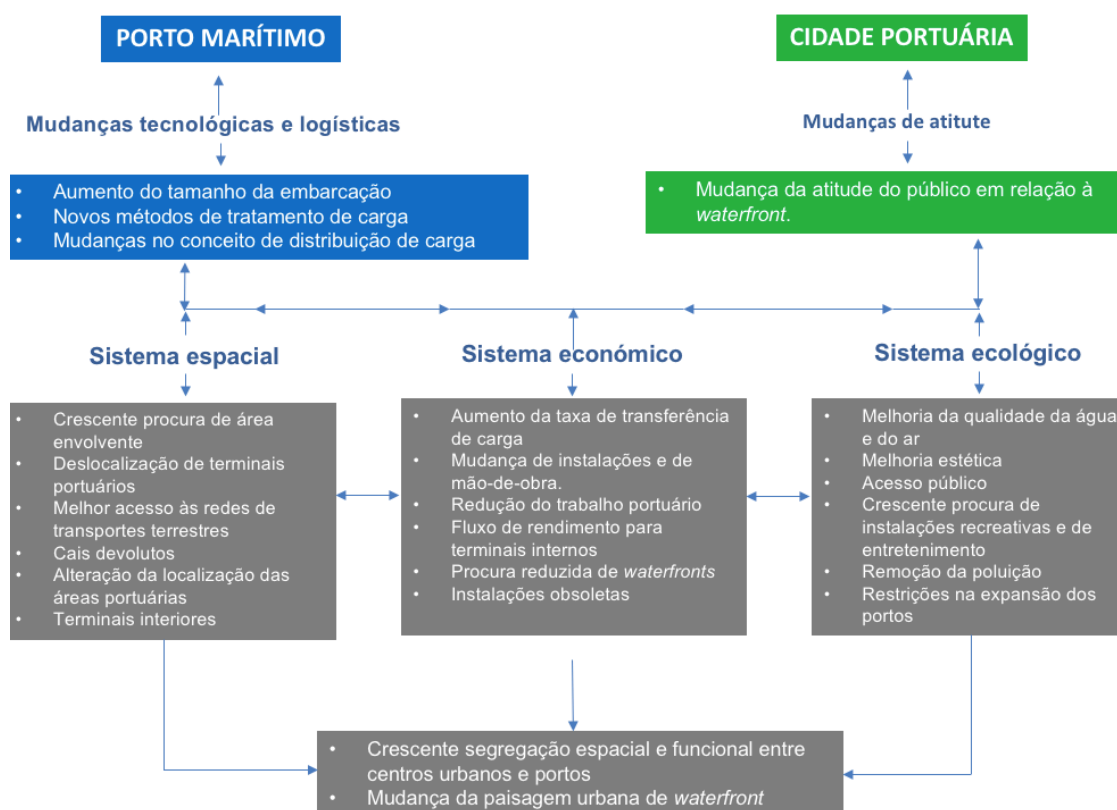 PORTO MARÍTIMO
CIDADE PORTUÁRIA
Mudanças tecnológicas e logísticas
Mudanças de atitute
• Aumento do tamanho da embarcação
• Novos métodos de tratamento de carga
• Mudanças no conceito de distribuição de carga
• Mudança da atitude do público em relação à
waterfront.
Sistema espacial
Sistema económico
Sistema ecológico
• Crescente procura de área
envolvente
• Deslocalização de terminais
portuários
• Melhor acesso às redes de
transportes terrestres
• Cais devolutos
• Alteração da localização das
áreas portuárias
• Terminais interiores
• Aumento da taxa de transferência
de carga
• Mudança de instalações e de
mão-de-obra.
• Redução do trabalho portuário
• Fluxo de rendimento para
terminais internos
• Procura reduzida de waterfronts
• Instalações obsoletas
• Melhoria da qualidade da água
e do ar
• Melhoria estética
• Acesso público
• Crescente procura de
instalações recreativas e de
entretenimento
• Remoção da poluição
• Restrições na expansão dos
portos
• Crescente segregação espacial e funcional entre
centros urbanos e portos
• Mudança da paisagem urbana de waterfront